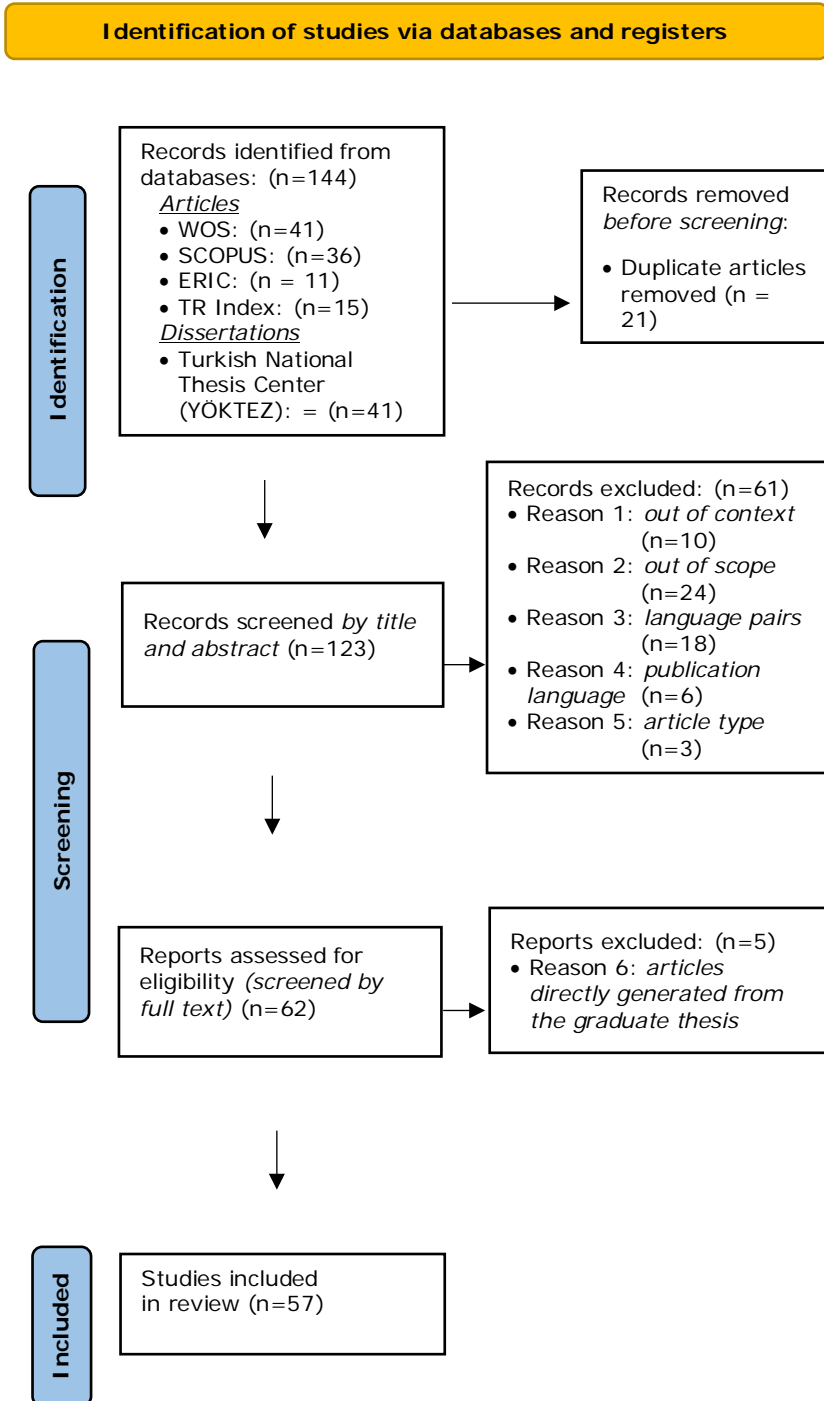 Identification of studies via databases and registers
Identification
Records identified from
databases: (n=144)
Articles
• WOS: (n=41)
• SCOPUS: (n=36)
• ERIC: (n = 11)
• TR Index: (n=15)
Dissertations
• Turkish National
Thesis Center
(YÖKTEZ): = (n=41)
Records removed
before screening:
• Duplicate articles
removed (n =
21)
Screening
Records screened by title
and abstract (n=123)
Records excluded: (n=61)
• Reason 1: out of context
(n=10)
• Reason 2: out of scope
(n=24)
• Reason 3: language pairs
(n=18)
• Reason 4: publication
language (n=6)
• Reason 5: article type
(n=3)
Reports assessed for
eligibility (screened by
full text) (n=62)
Reports excluded: (n=5)
• Reason 6: articles
directly generated from
the graduate thesis
Included
Studies included
in review (n=57)